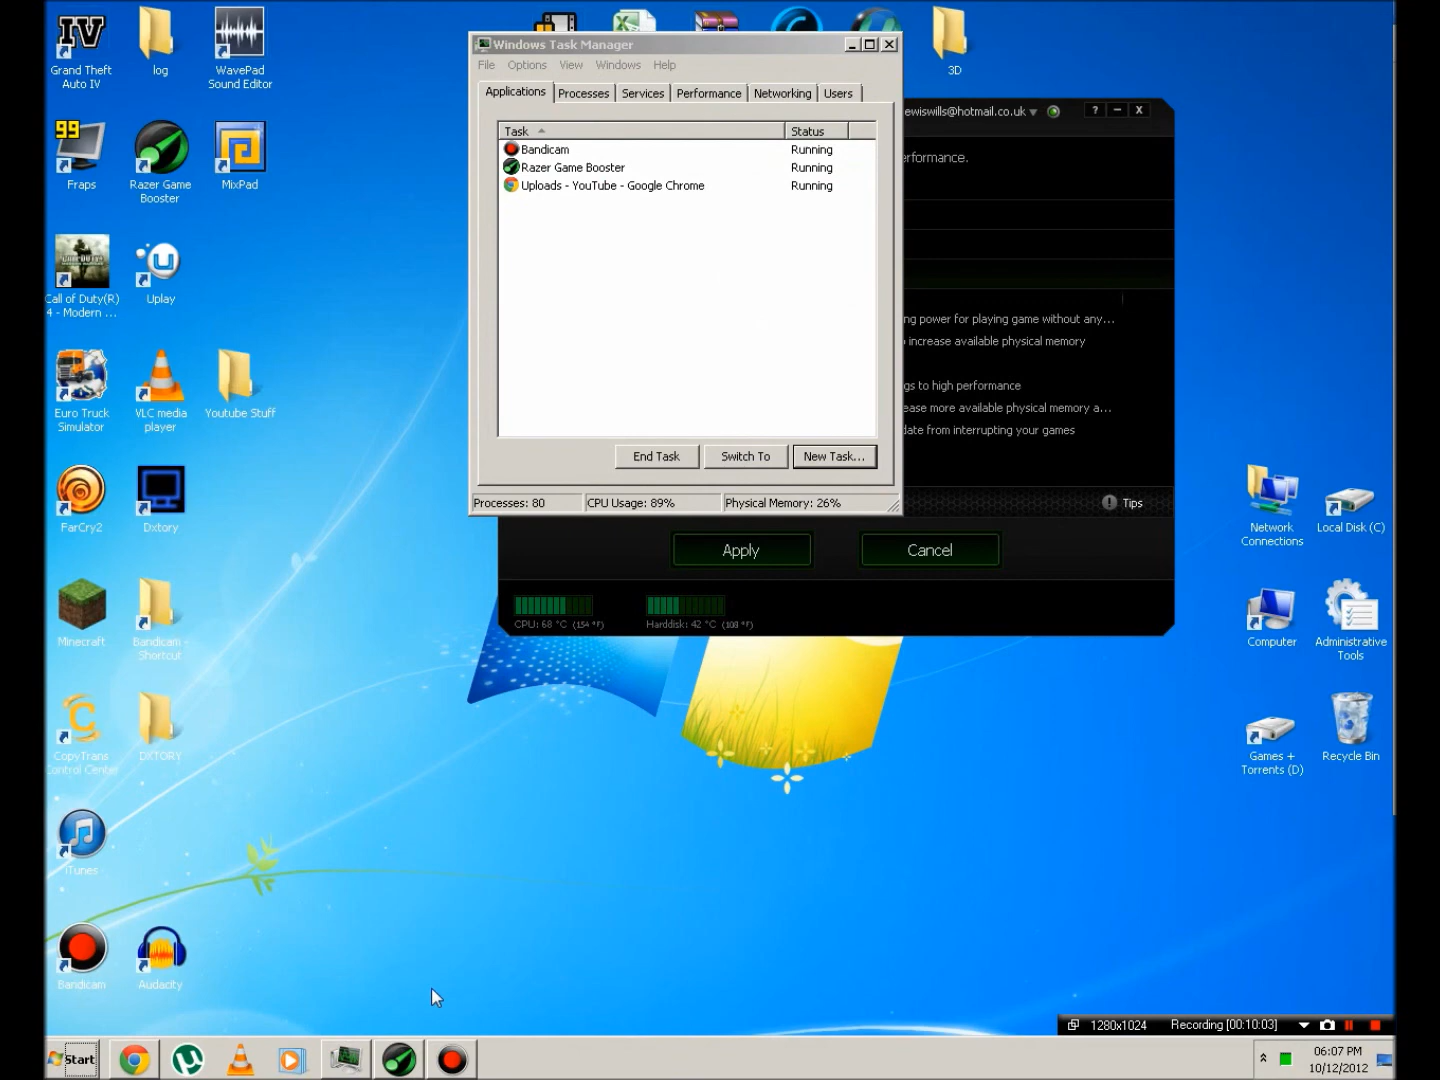 IV
Grand Theft
Auto IV
log
WavePad
Sound Editor
3D
99
Fraps
Razer Game
Booster
MixPad
Call of Duty(R)
4 - Modern ...
Uplay
Euro Truck
Simulator
VLC media
player
Youtube Stuff
FarCry2
Dxtory
Minecraft
Bandicam -
Shortcut
CopyTrans
Control Center
DXTORY
iTunes
Bandicam
Audacity
Windows Task Manager
File Options View Windows Help
Applications Processes Services Performance Networking Users
Task Status
Bandicam Running
Razer Game Booster Running
Uploads - YouTube - Google Chrome Running
End Task Switch To New Task...
Processes: 80 CPU Usage: 89% Physical Memory: 26%
ewiswills@hotmail.co.uk ? X
erformance.
ng power for playing game without any...
increase available physical memory
gs to high performance
ease more available physical memory a...
date from interrupting your games
Tips
Apply Cancel
CPU: 68 °C (154 °F) Harddisk: 42 °C (108 °F)
Network
Connections
Local Disk (C)
Computer
Administrative
Tools
Games +
Torrents (D)
Recycle Bin
1280x1024 Recording [00:10:03]
Start
06:07 PM
10/12/2012